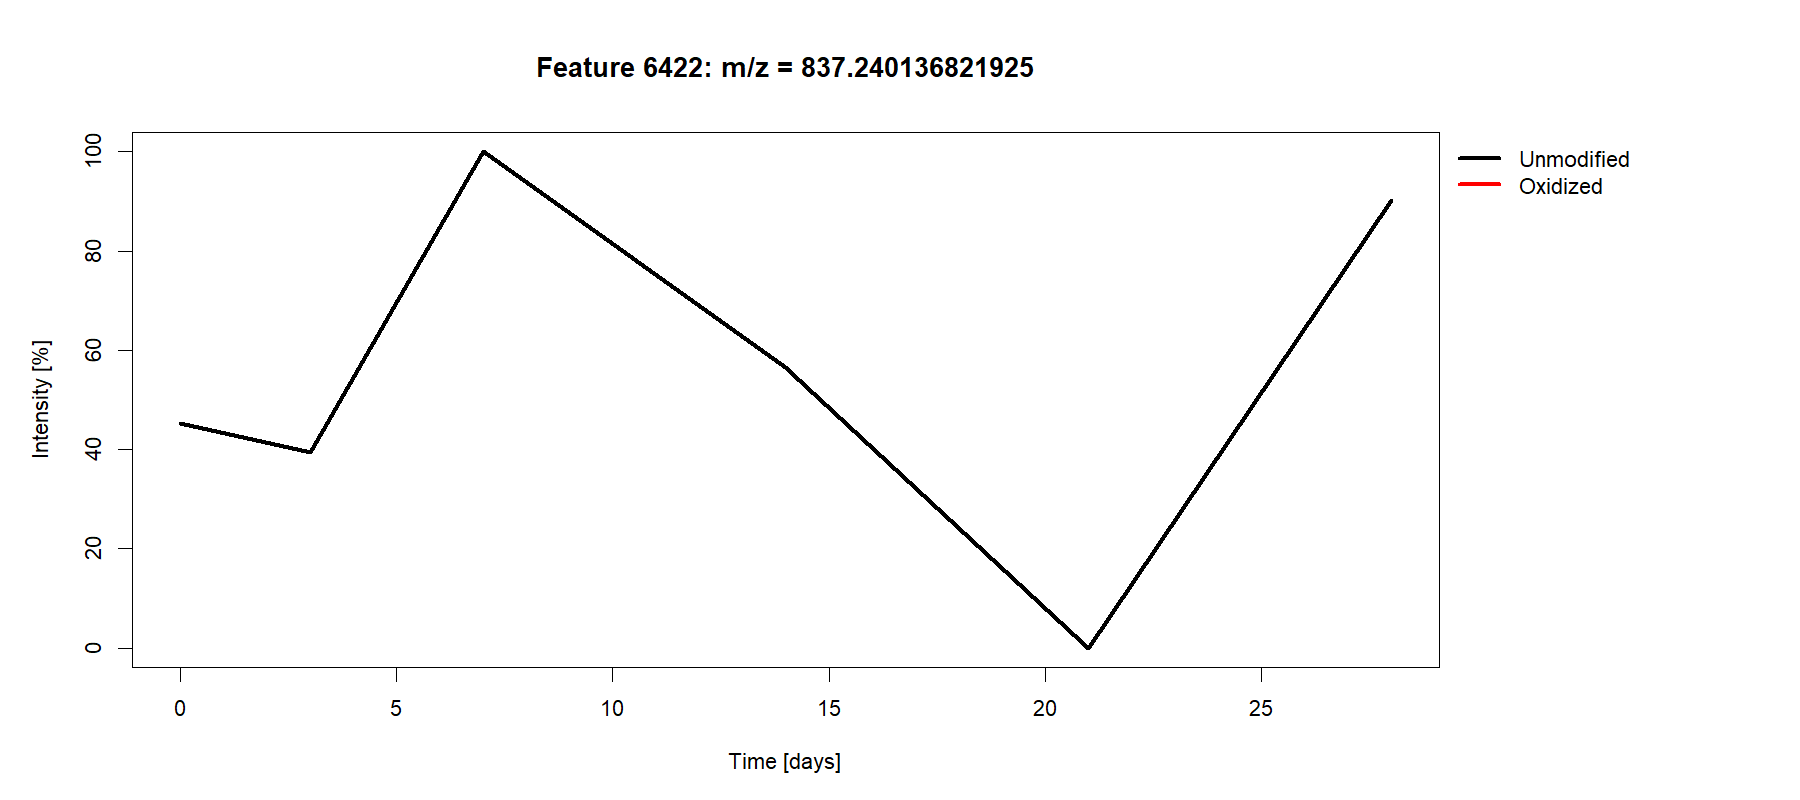 Feature 6422: m/z = 837.240136821925
Unmodified
Oxidized
100
80
60
40
20
0
Intensity [%]
0 5 10 15 20 25
Time [days]